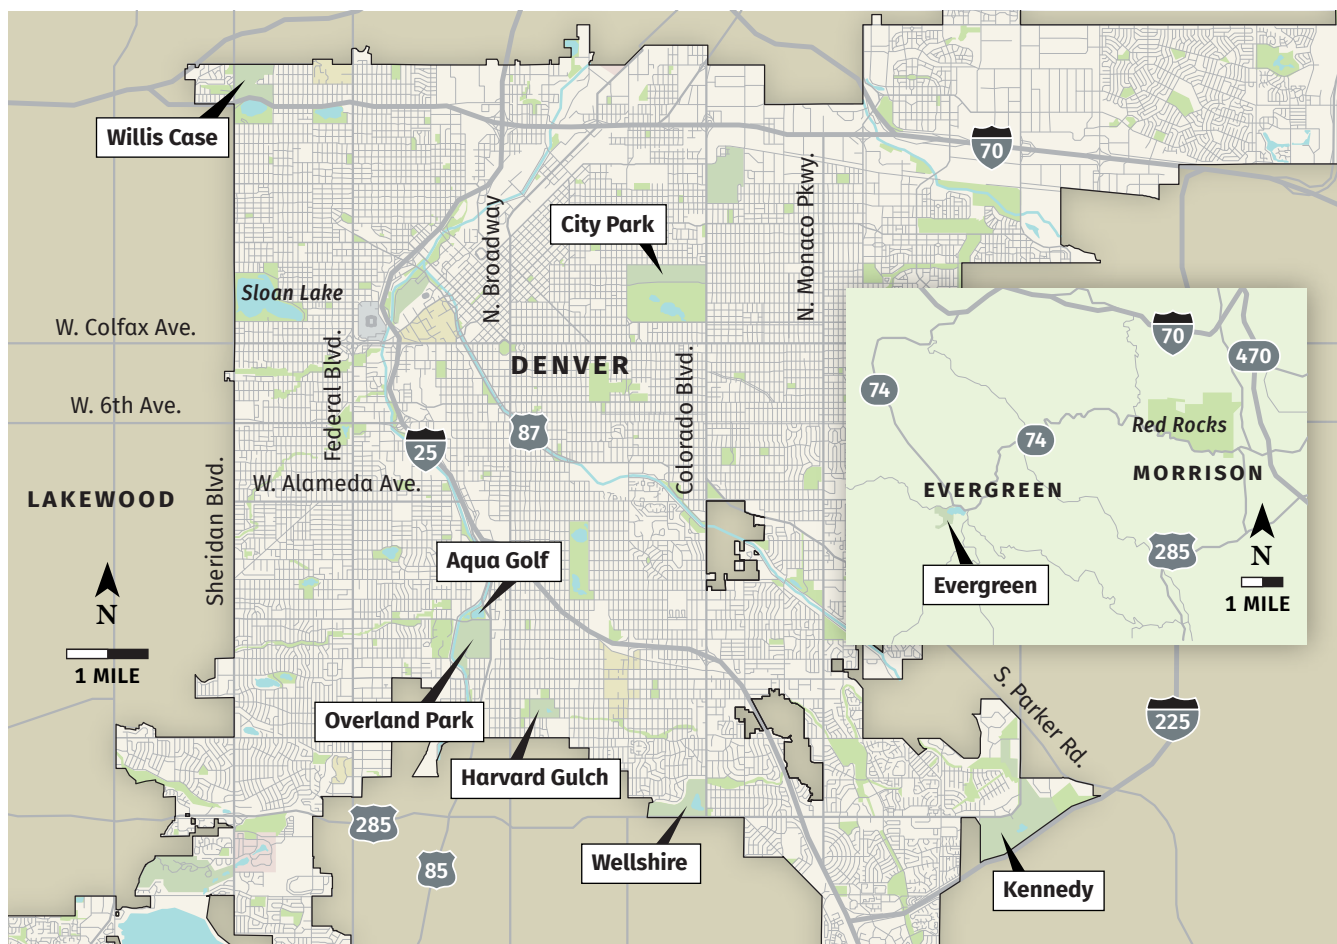 Willis Case
70
City Park
N. Broadway
N. Monaco Pkwy.
Sloan Lake
W. Colfax Ave.
Federal Blvd.
DENVER
Colorado Blvd.
W. 6th Ave.
87
25
W. Alameda Ave.
LAKEWOOD
Sheridan Blvd.
N
1 MILE
Aqua Golf
Overland Park
Harvard Gulch
Wellshire
285
85
Kennedy
S. Parker Rd.
225
70
470
74
74
Red Rocks
MORRISON
EVERGREEN
Evergreen
285
N
1 MILE